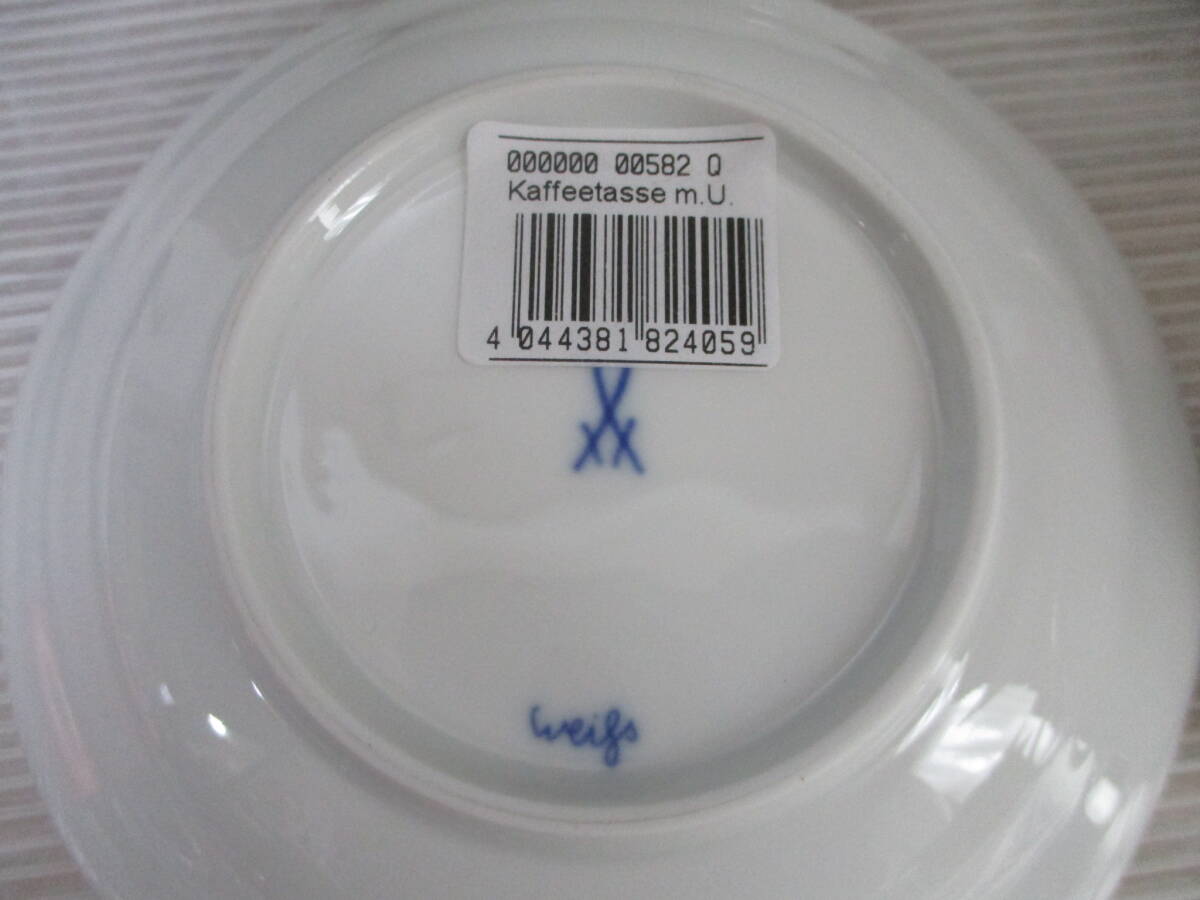 000000 00582 Q
Kaffeetasse m.U.
4 044381 824059
weiß